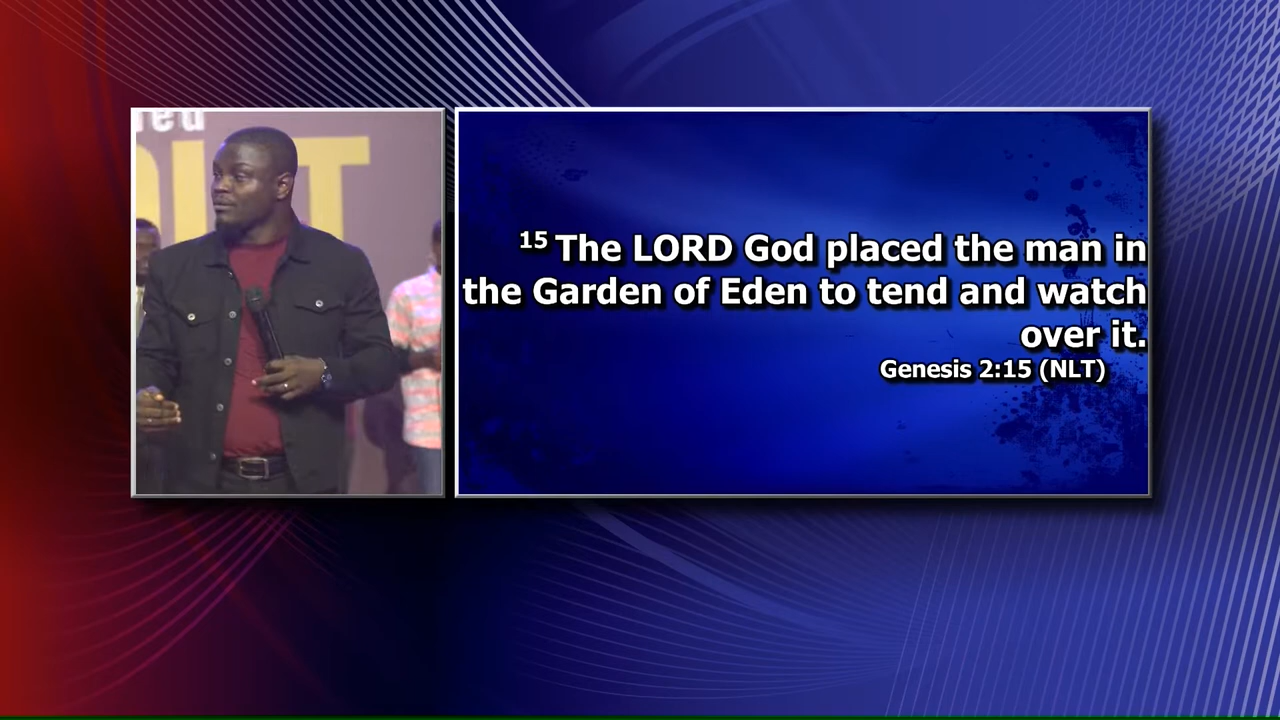 15 The LORD God placed the man in
the Garden of Eden to tend and watch
over it.
Genesis 2:15 (NLT)